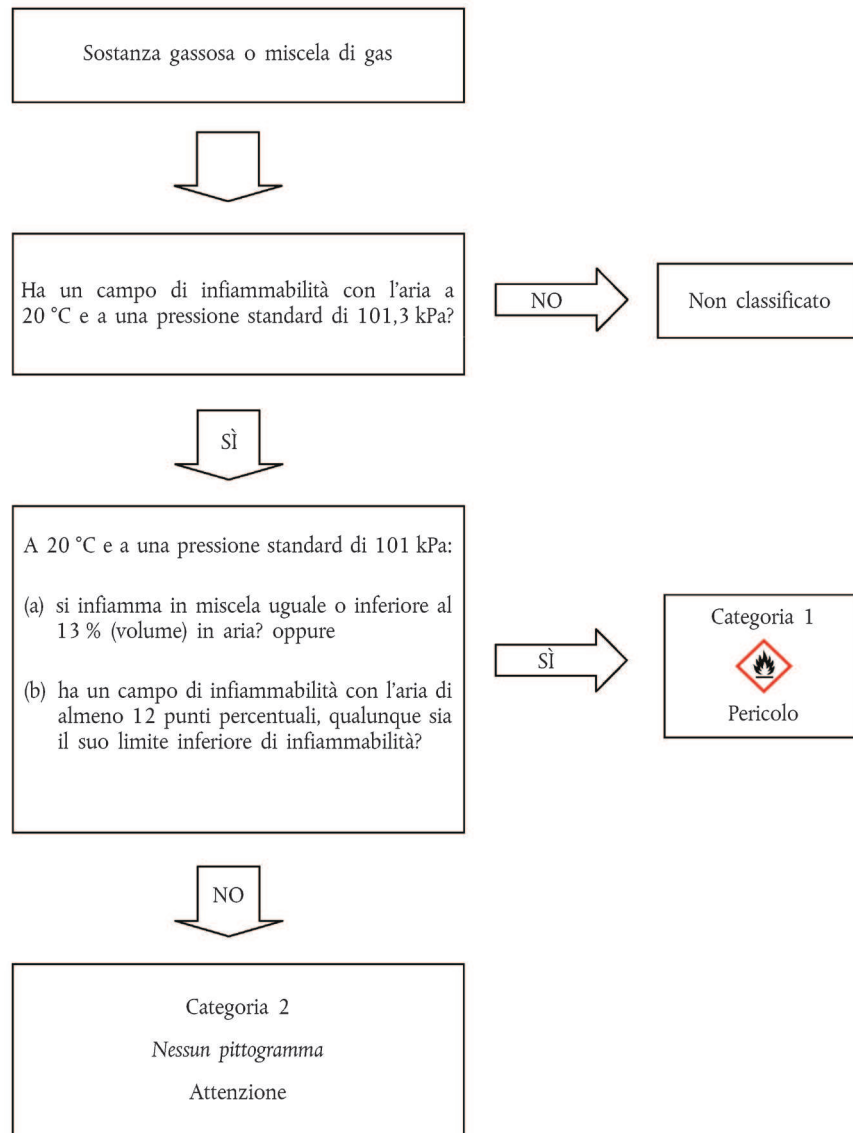 Sostanza gassosa o miscela di gas
Ha un campo di infiammabilità con l'aria a
20 °C e a una pressione standard di 101,3 kPa?
NO
Non classificato
SÌ
A 20 °C e a una pressione standard di 101 kPa:
(a) si infiamma in miscela uguale o inferiore al
13 % (volume) in aria? oppure
(b) ha un campo di infiammabilità con l'aria di
almeno 12 punti percentuali, qualunque sia
il suo limite inferiore di infiammabilità?
SÌ
Categoria 1
Pericolo
NO
Categoria 2
Nessun pittogramma
Attenzione